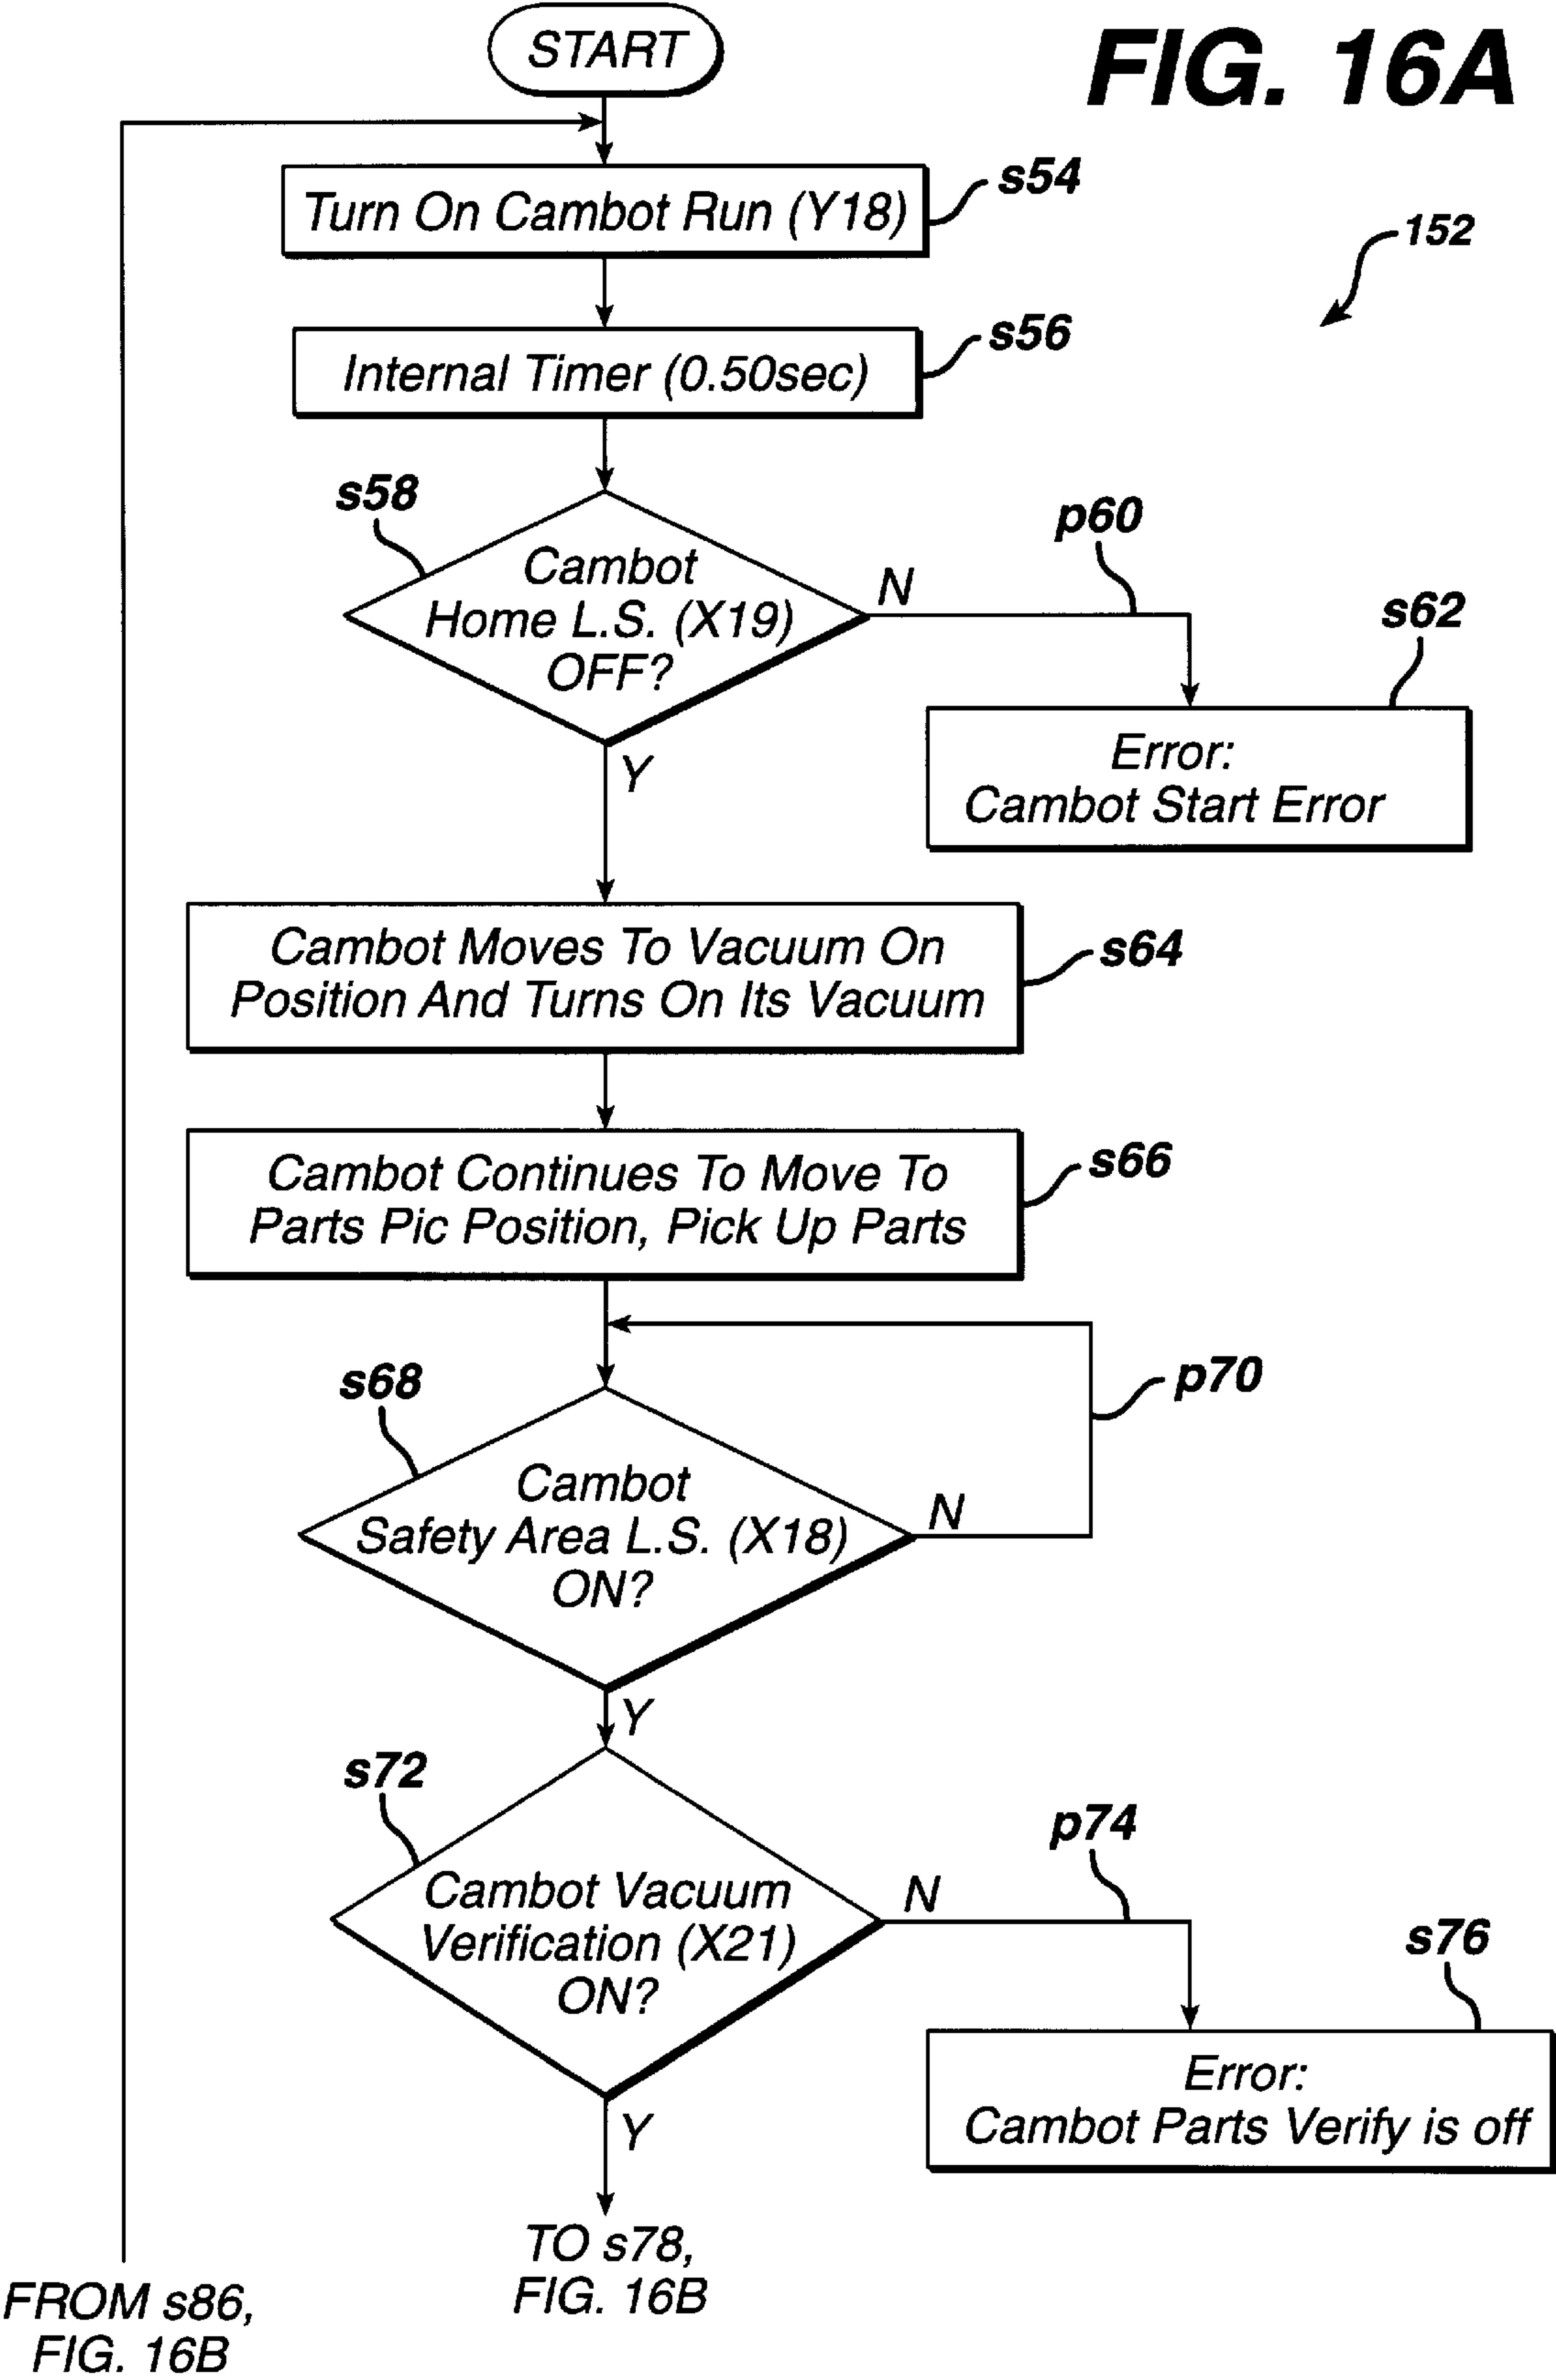 START
FIG. 16A
Turn On Cambot Run (Y18)
s54
152
Internal Timer (0.50sec)
s56
s58
Cambot
Home L.S. (X19)
OFF?
N
p60
s62
Error:
Cambot Start Error
Y
Cambot Moves To Vacuum On
Position And Turns On Its Vacuum
s64
Cambot Continues To Move To
Parts Pic Position, Pick Up Parts
s66
s68
Cambot
Safety Area L.S. (X18)
ON?
N
p70
Y
s72
Cambot Vacuum
Verification (X21)
ON?
N
p74
s76
Error:
Cambot Parts Verify is off
Y
TO s78,
FIG. 16B
FROM s86,
FIG. 16B